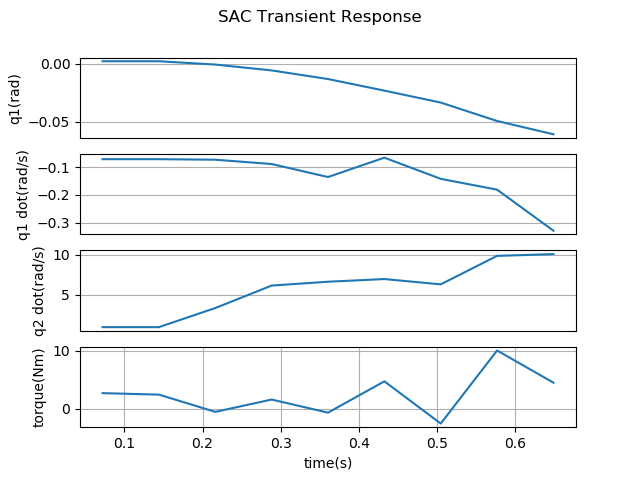 SAC Transient Response
q1(rad)
0.00
−0.05
q1 dot(rad/s)
−0.1
−0.2
−0.3
q2 dot(rad/s)
10
5
torque(Nm)
10
0
0.1 0.2 0.3 0.4 0.5 0.6
time(s)